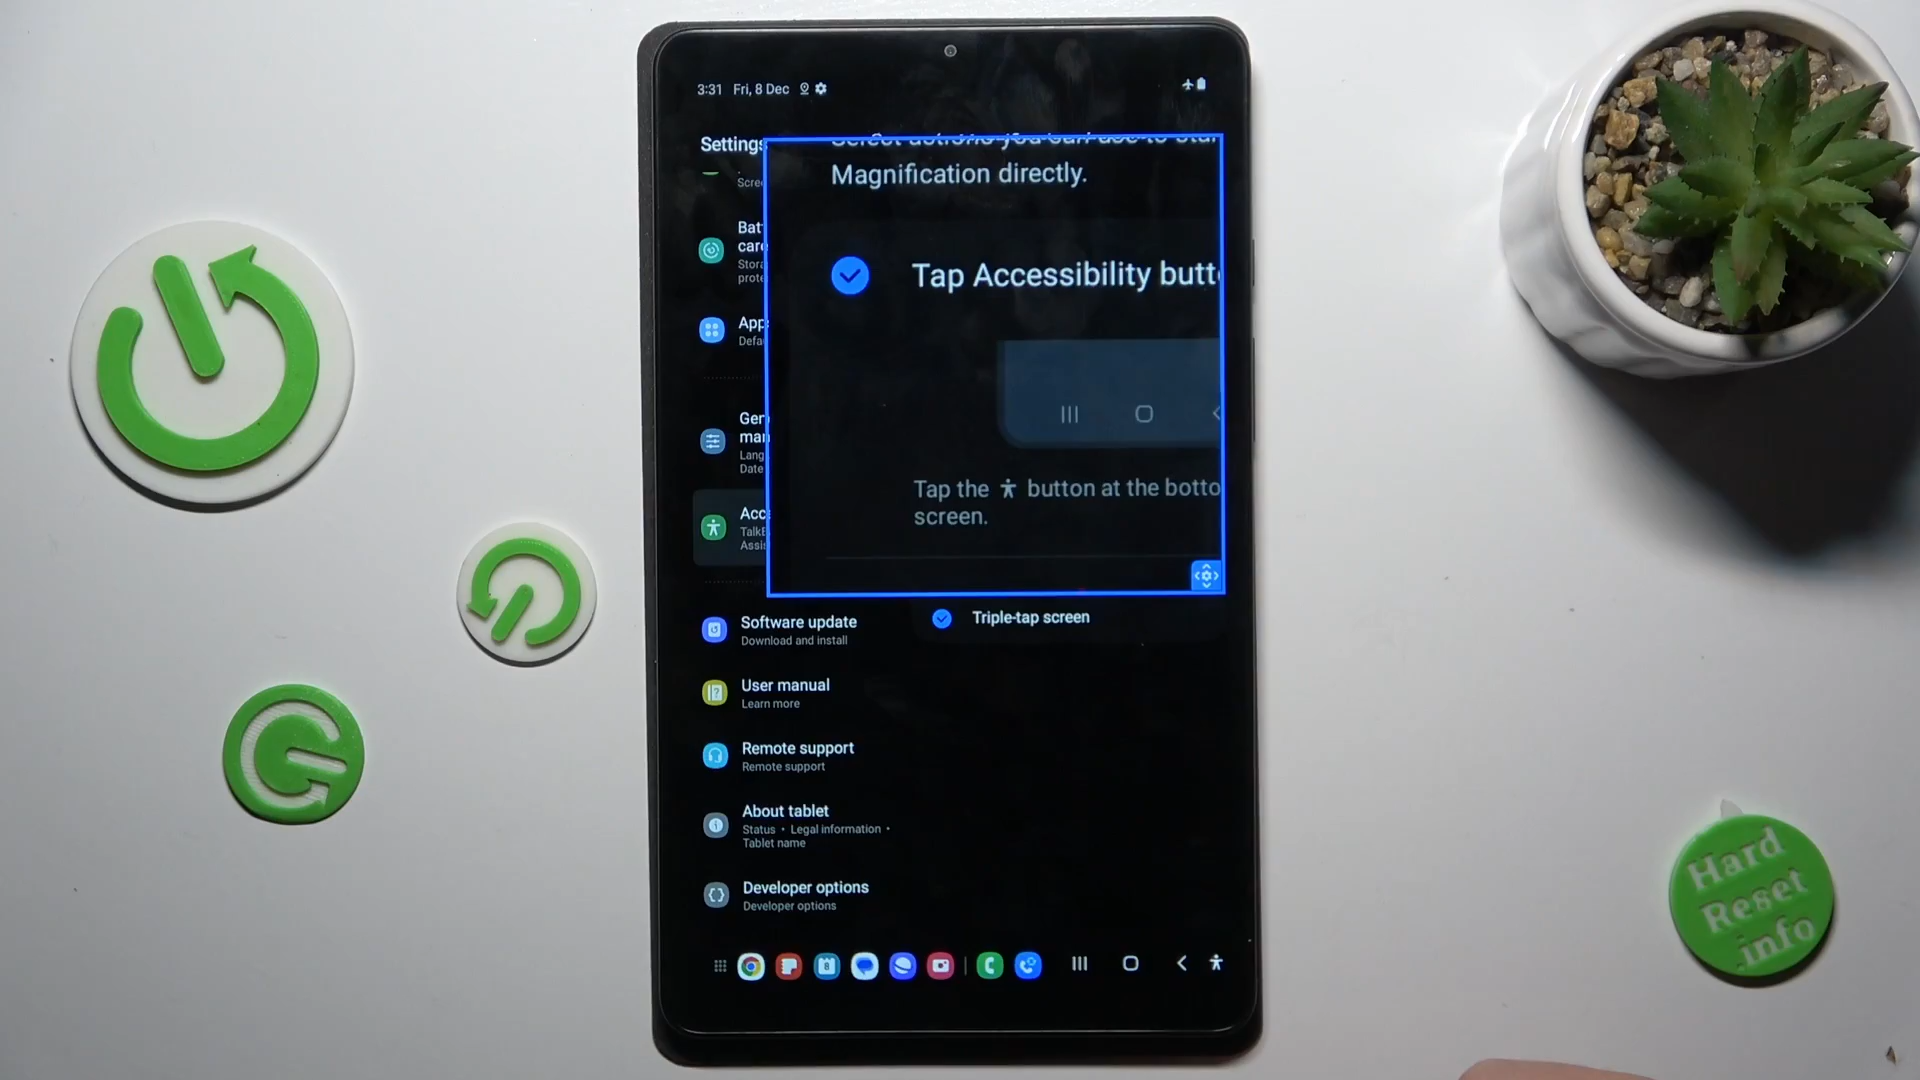 3:31 Fri, 8 Dec
Settings
Magnification directly.
Tap Accessibility
Tap the button at the
screen.
Triple-tap screen
Software update
Download and install
User manual
Learn more
Remote support
Remote support
About tablet
Status • Legal information •
Tablet name
Developer options
Developer options
Hard
Reset
.info